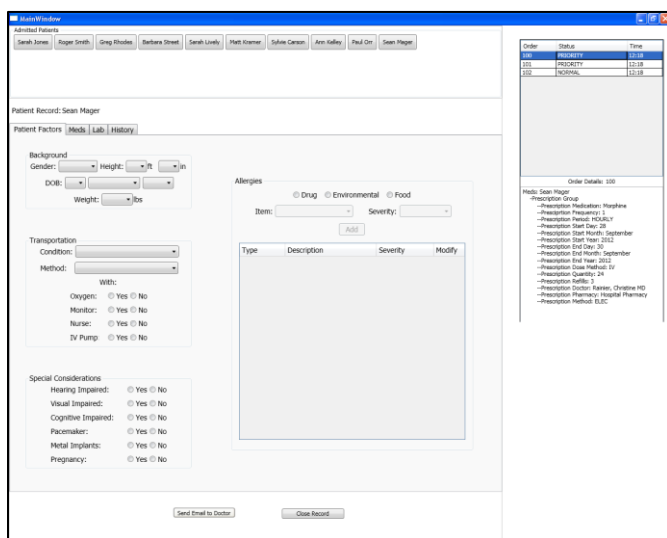 MainWindow
Admitted Patients
Sarah Jones Roger Smith Greg Rhodes Barbara Street Sarah Lively Matt Kramer Sylvie Carson Ann Kelley Paul Orr Sean Mager
Patient Record: Sean Mager
Patient Factors Meds Lab History
Background
Gender: Height: ft in
DOB:
Weight: lbs
Transportation
Condition:
Method:
With:
Oxygen: Yes No
Monitor: Yes No
Nurse: Yes No
IV Pump: Yes No
Special Considerations
Hearing Impaired: Yes No
Visual Impaired: Yes No
Cognitive Impaired: Yes No
Pacemaker: Yes No
Metal Implants: Yes No
Pregnancy: Yes No
Allergies
Drug Environmental Food
Item: Severity:
Add
Type Description Severity Modify
Send Email to Doctor Close Record
Order Status Time
100 PRIORITY 12:18
101 PRIORITY 12:18
102 NORMAL 12:18
Order Details: 100
Meds: Sean Mager
-Prescription Group
--Prescription Medication: Morphine
--Prescription Frequency: 1
--Prescription Period: HOURLY
--Prescription Start Day: 28
--Prescription Start Month: September
--Prescription Start Year: 2012
--Prescription End Day: 30
--Prescription End Month: September
--Prescription End Year: 2012
--Prescription Dose Method: IV
--Prescription Quantity: 24
--Prescription Refills: 3
--Prescription Doctor: Rainier, Christine MD
--Prescription Pharmacy: Hospital Pharmacy
--Prescription Method: ELEC